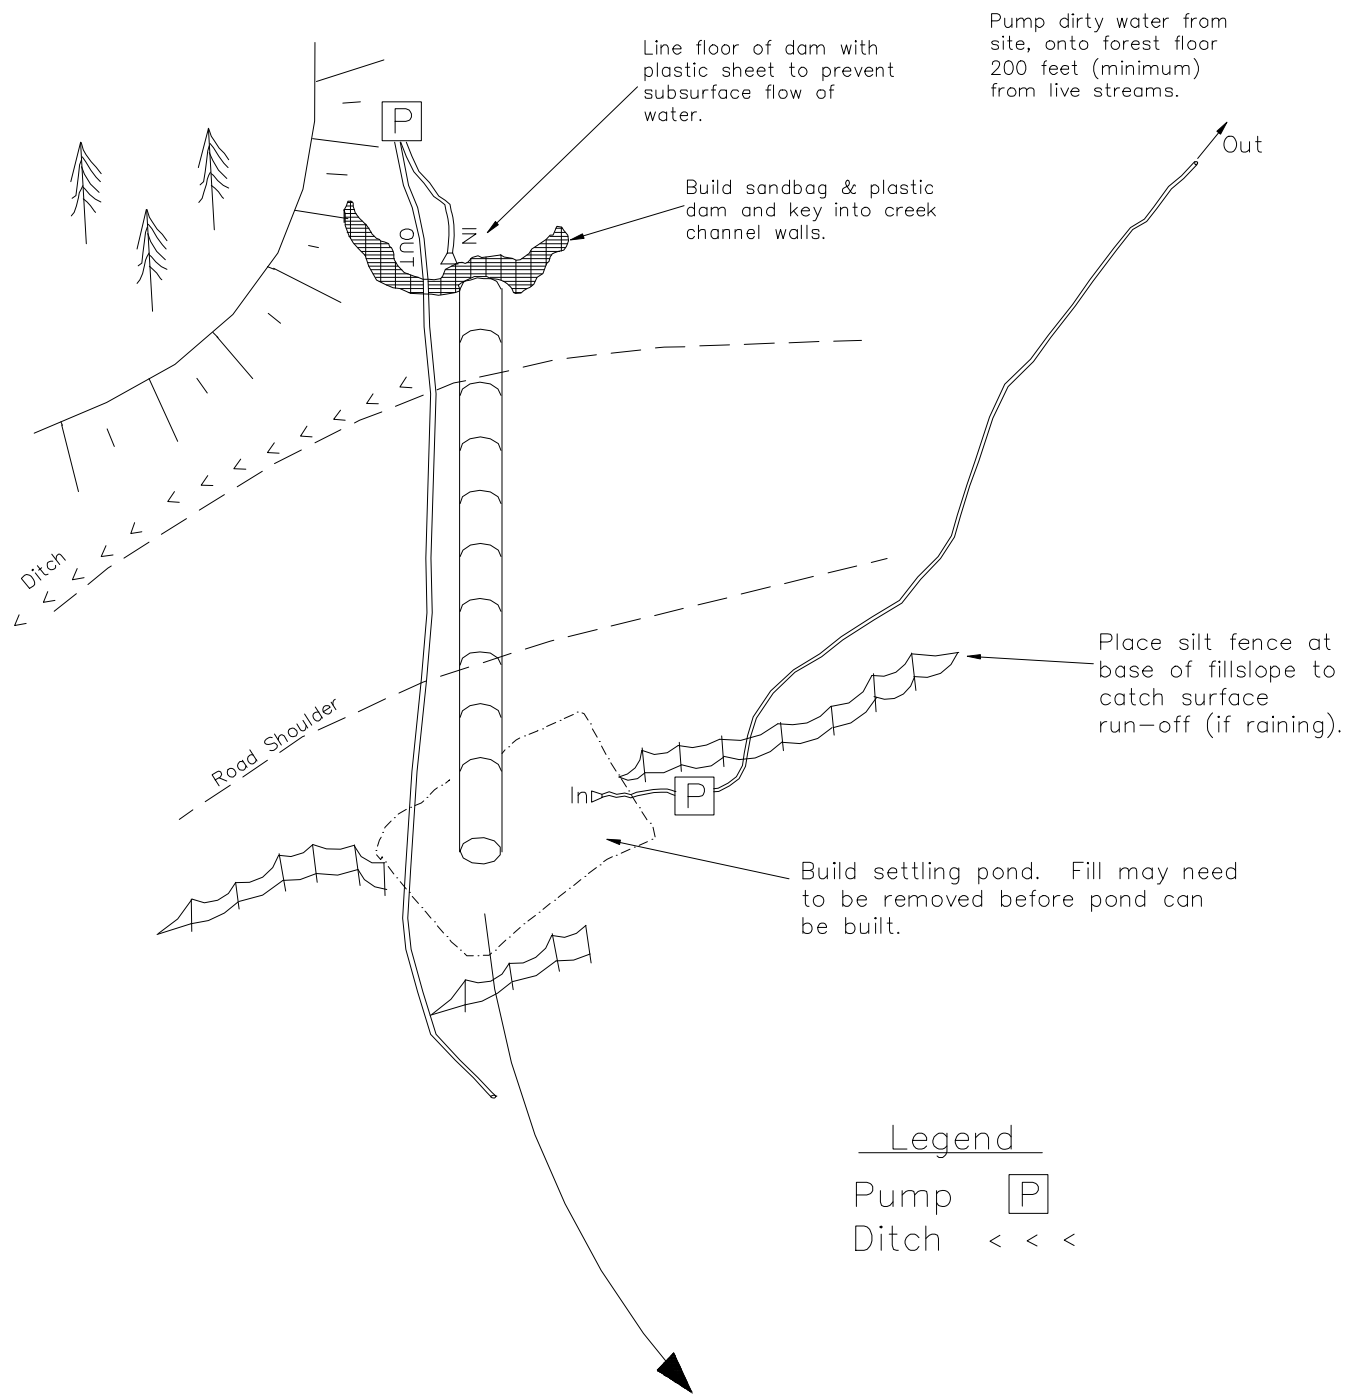 Pump dirty water from
site, onto forest floor
200 feet (minimum)
from live streams.
Line floor of dam with
plastic sheet to prevent
subsurface flow of
water.
P
Out
Build sandbag & plastic
dam and key into creek
channel walls.
OUT
IN
Ditch
Place silt fence at
base of fillslope to
catch surface
run-off (if raining).
Road Shoulder
In
P
Build settling pond. Fill may need
to be removed before pond can
be built.
Legend
Pump P
Ditch < < <